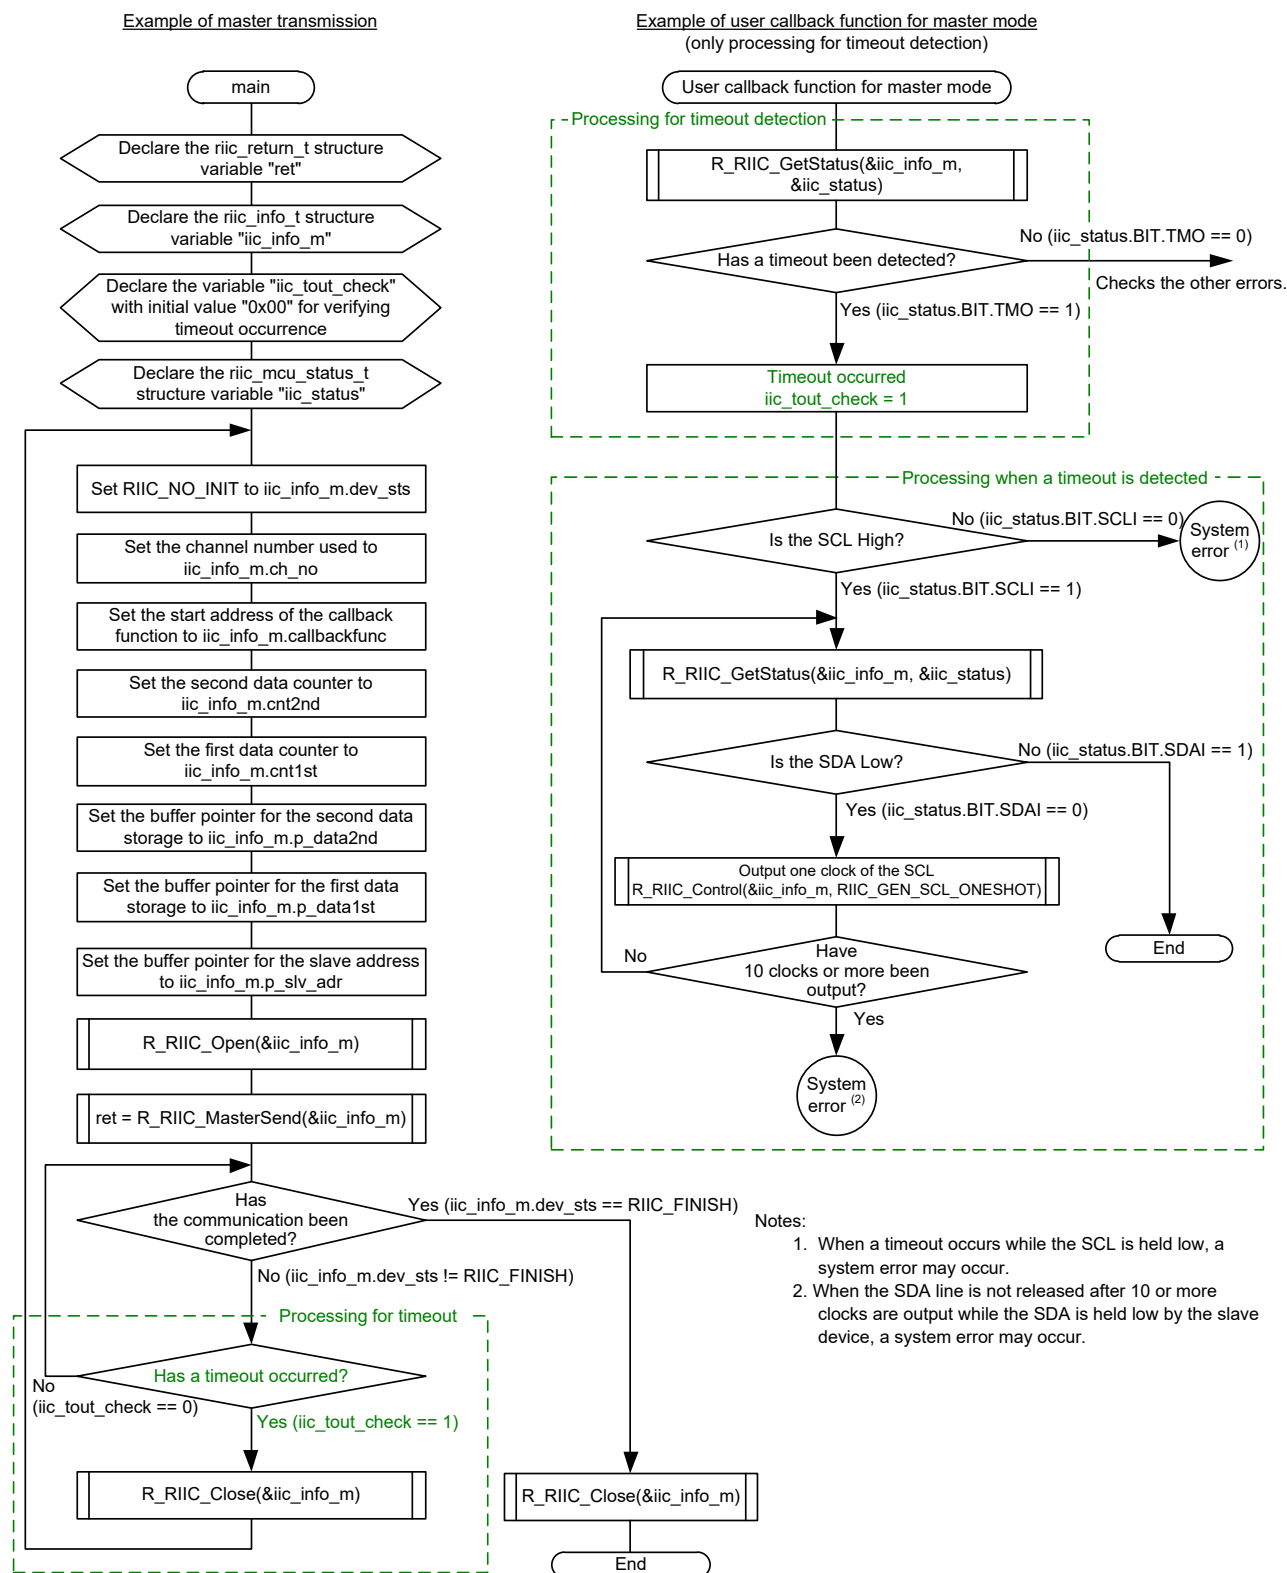 Example of master transmission
main
Declare the riic_return_t structure
variable "ret"
Declare the riic_info_t structure
variable "iic_info_m"
Declare the variable "iic_tout_check"
with initial value "0x00" for verifying
timeout occurrence
Declare the riic_mcu_status_t
structure variable "iic_status"
Set RIIC_NO_INIT to iic_info_m.dev_sts
Set the channel number used to
iic_info_m.ch_no
Set the start address of the callback
function to iic_info_m.callbackfunc
Set the second data counter to
iic_info_m.cnt2nd
Set the first data counter to
iic_info_m.cnt1st
Set the buffer pointer for the second data
storage to iic_info_m.p_data2nd
Set the buffer pointer for the first data
storage to iic_info_m.p_data1st
Set the buffer pointer for the slave address
to iic_info_m.p_slv_adr
R_RIIC_Open(&iic_info_m)
ret = R_RIIC_MasterSend(&iic_info_m)
Has
the communication been
completed?
Yes (iic_info_m.dev_sts == RIIC_FINISH)
No (iic_info_m.dev_sts != RIIC_FINISH)
Processing for timeout
Has a timeout occurred?
No
(iic_tout_check == 0)
Yes (iic_tout_check == 1)
R_RIIC_Close(&iic_info_m)
R_RIIC_Close(&iic_info_m)
End
Example of user callback function for master mode
(only processing for timeout detection)
User callback function for master mode
Processing for timeout detection
R_RIIC_GetStatus(&iic_info_m,
&iic_status)
No (iic_status.BIT.TMO == 0)
Has a timeout been detected?
Checks the other errors.
Yes (iic_status.BIT.TMO == 1)
Timeout occurred
iic_tout_check = 1
Processing when a timeout is detected
No (iic_status.BIT.SCLI == 0)
Is the SCL High?
System
error (1)
Yes (iic_status.BIT.SCLI == 1)
R_RIIC_GetStatus(&iic_info_m, &iic_status)
No (iic_status.BIT.SDAI == 1)
Is the SDA Low?
Yes (iic_status.BIT.SDAI == 0)
Output one clock of the SCL
R_RIIC_Control(&iic_info_m, RIIC_GEN_SCL_ONESHOT)
No
Have
10 clocks or more been
output?
End
Yes
System
error (2)
Notes:
1. When a timeout occurs while the SCL is held low, a
system error may occur.
2. When the SDA line is not released after 10 or more
clocks are output while the SDA is held low by the slave
device, a system error may occur.